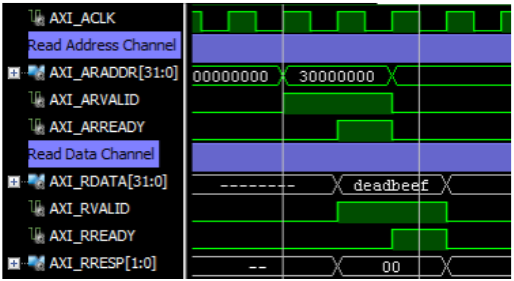 AXI_ACLK
Read Address Channel
AXI_ARADDR[31:0] 00000000 30000000
AXI_ARVALID
AXI_ARREADY
Read Data Channel
AXI_RDATA[31:0] -------- deadbeef
AXI_RVALID
AXI_RREADY
AXI_RRESP[1:0] -- 00